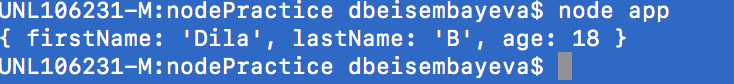 UNL106231-M:nodePractice dbeisembayeva$ node app
{ firstName: 'Dila', lastName: 'B', age: 18 }
UNL106231-M:nodePractice dbeisembayeva$